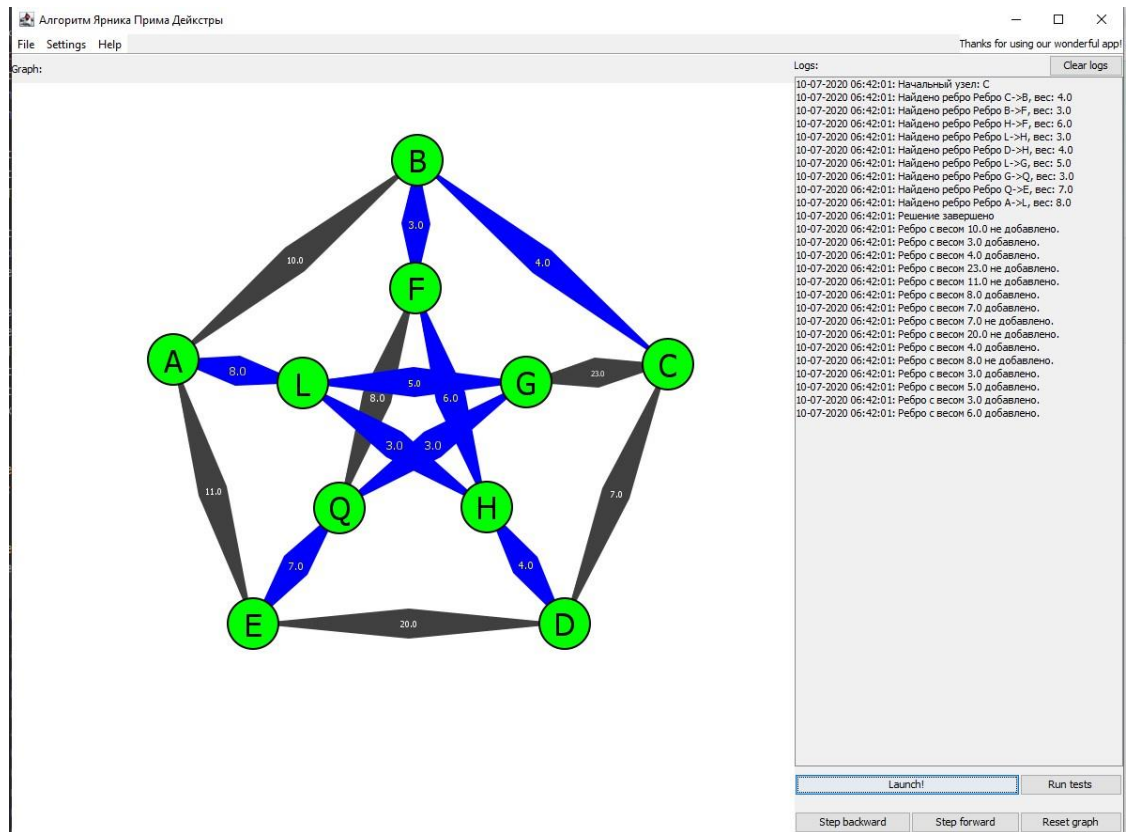 Алгоритм Ярника Прима Дейкстры
File Settings Help
Thanks for using our wonderful app!
Graph:
Logs:
Clear logs
10-07-2020 06:42:01: Начальный узел: C
10-07-2020 06:42:01: Найдено ребро Ребро C->B, вес: 4.0
10-07-2020 06:42:01: Найдено ребро Ребро B->F, вес: 3.0
10-07-2020 06:42:01: Найдено ребро Ребро H->F, вес: 6.0
10-07-2020 06:42:01: Найдено ребро Ребро L->H, вес: 3.0
10-07-2020 06:42:01: Найдено ребро Ребро D->H, вес: 4.0
10-07-2020 06:42:01: Найдено ребро Ребро L->G, вес: 5.0
10-07-2020 06:42:01: Найдено ребро Ребро G->Q, вес: 3.0
10-07-2020 06:42:01: Найдено ребро Ребро Q->E, вес: 7.0
10-07-2020 06:42:01: Найдено ребро Ребро A->L, вес: 8.0
10-07-2020 06:42:01: Решение завершено
10-07-2020 06:42:01: Ребро с весом 10.0 не добавлено.
10-07-2020 06:42:01: Ребро с весом 3.0 добавлено.
10-07-2020 06:42:01: Ребро с весом 4.0 добавлено.
10-07-2020 06:42:01: Ребро с весом 23.0 не добавлено.
10-07-2020 06:42:01: Ребро с весом 11.0 не добавлено.
10-07-2020 06:42:01: Ребро с весом 8.0 добавлено.
10-07-2020 06:42:01: Ребро с весом 7.0 добавлено.
10-07-2020 06:42:01: Ребро с весом 7.0 не добавлено.
10-07-2020 06:42:01: Ребро с весом 20.0 не добавлено.
10-07-2020 06:42:01: Ребро с весом 4.0 добавлено.
10-07-2020 06:42:01: Ребро с весом 8.0 не добавлено.
10-07-2020 06:42:01: Ребро с весом 3.0 добавлено.
10-07-2020 06:42:01: Ребро с весом 5.0 добавлено.
10-07-2020 06:42:01: Ребро с весом 3.0 добавлено.
10-07-2020 06:42:01: Ребро с весом 6.0 добавлено.
B
3.0
10.0
4.0
F
A
8.0
L
5.0
G
23.0
C
8.0
6.0
3.0
3.0
11.0
7.0
Q
H
7.0
4.0
E
20.0
D
Launch!
Run tests
Step backward
Step forward
Reset graph